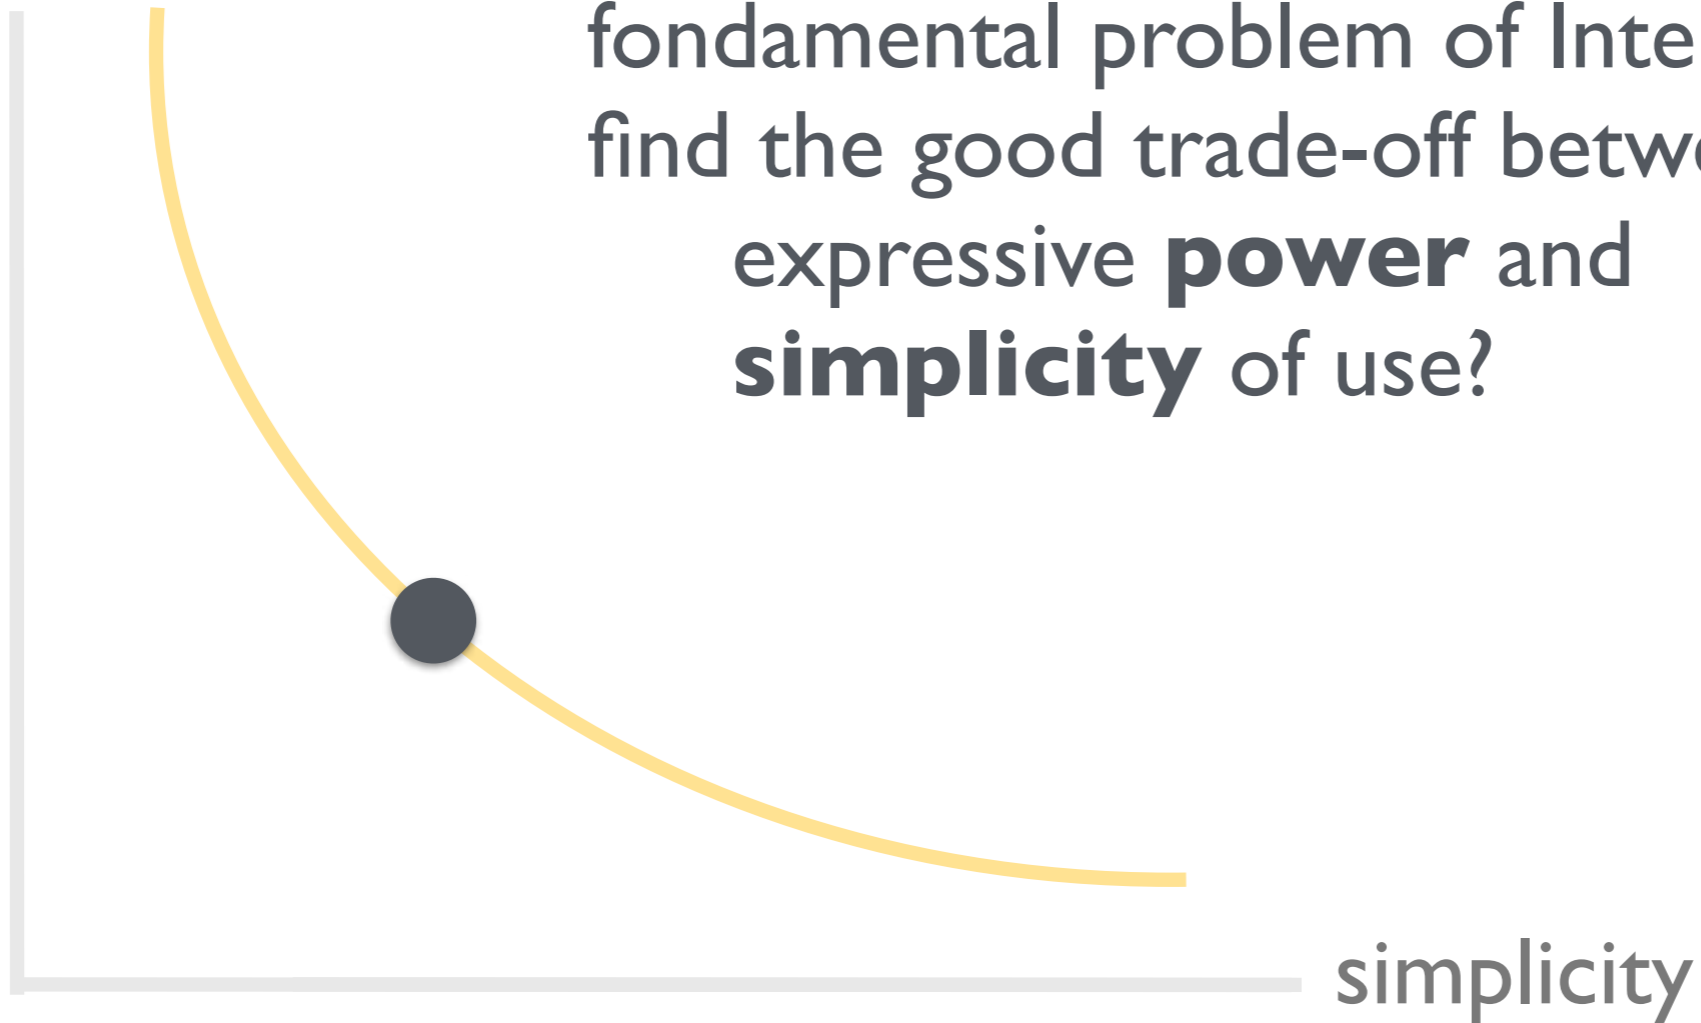 fondamental problem of Inte
find the good trade-off betw
expressive power and
simplicity of use?
simplicity